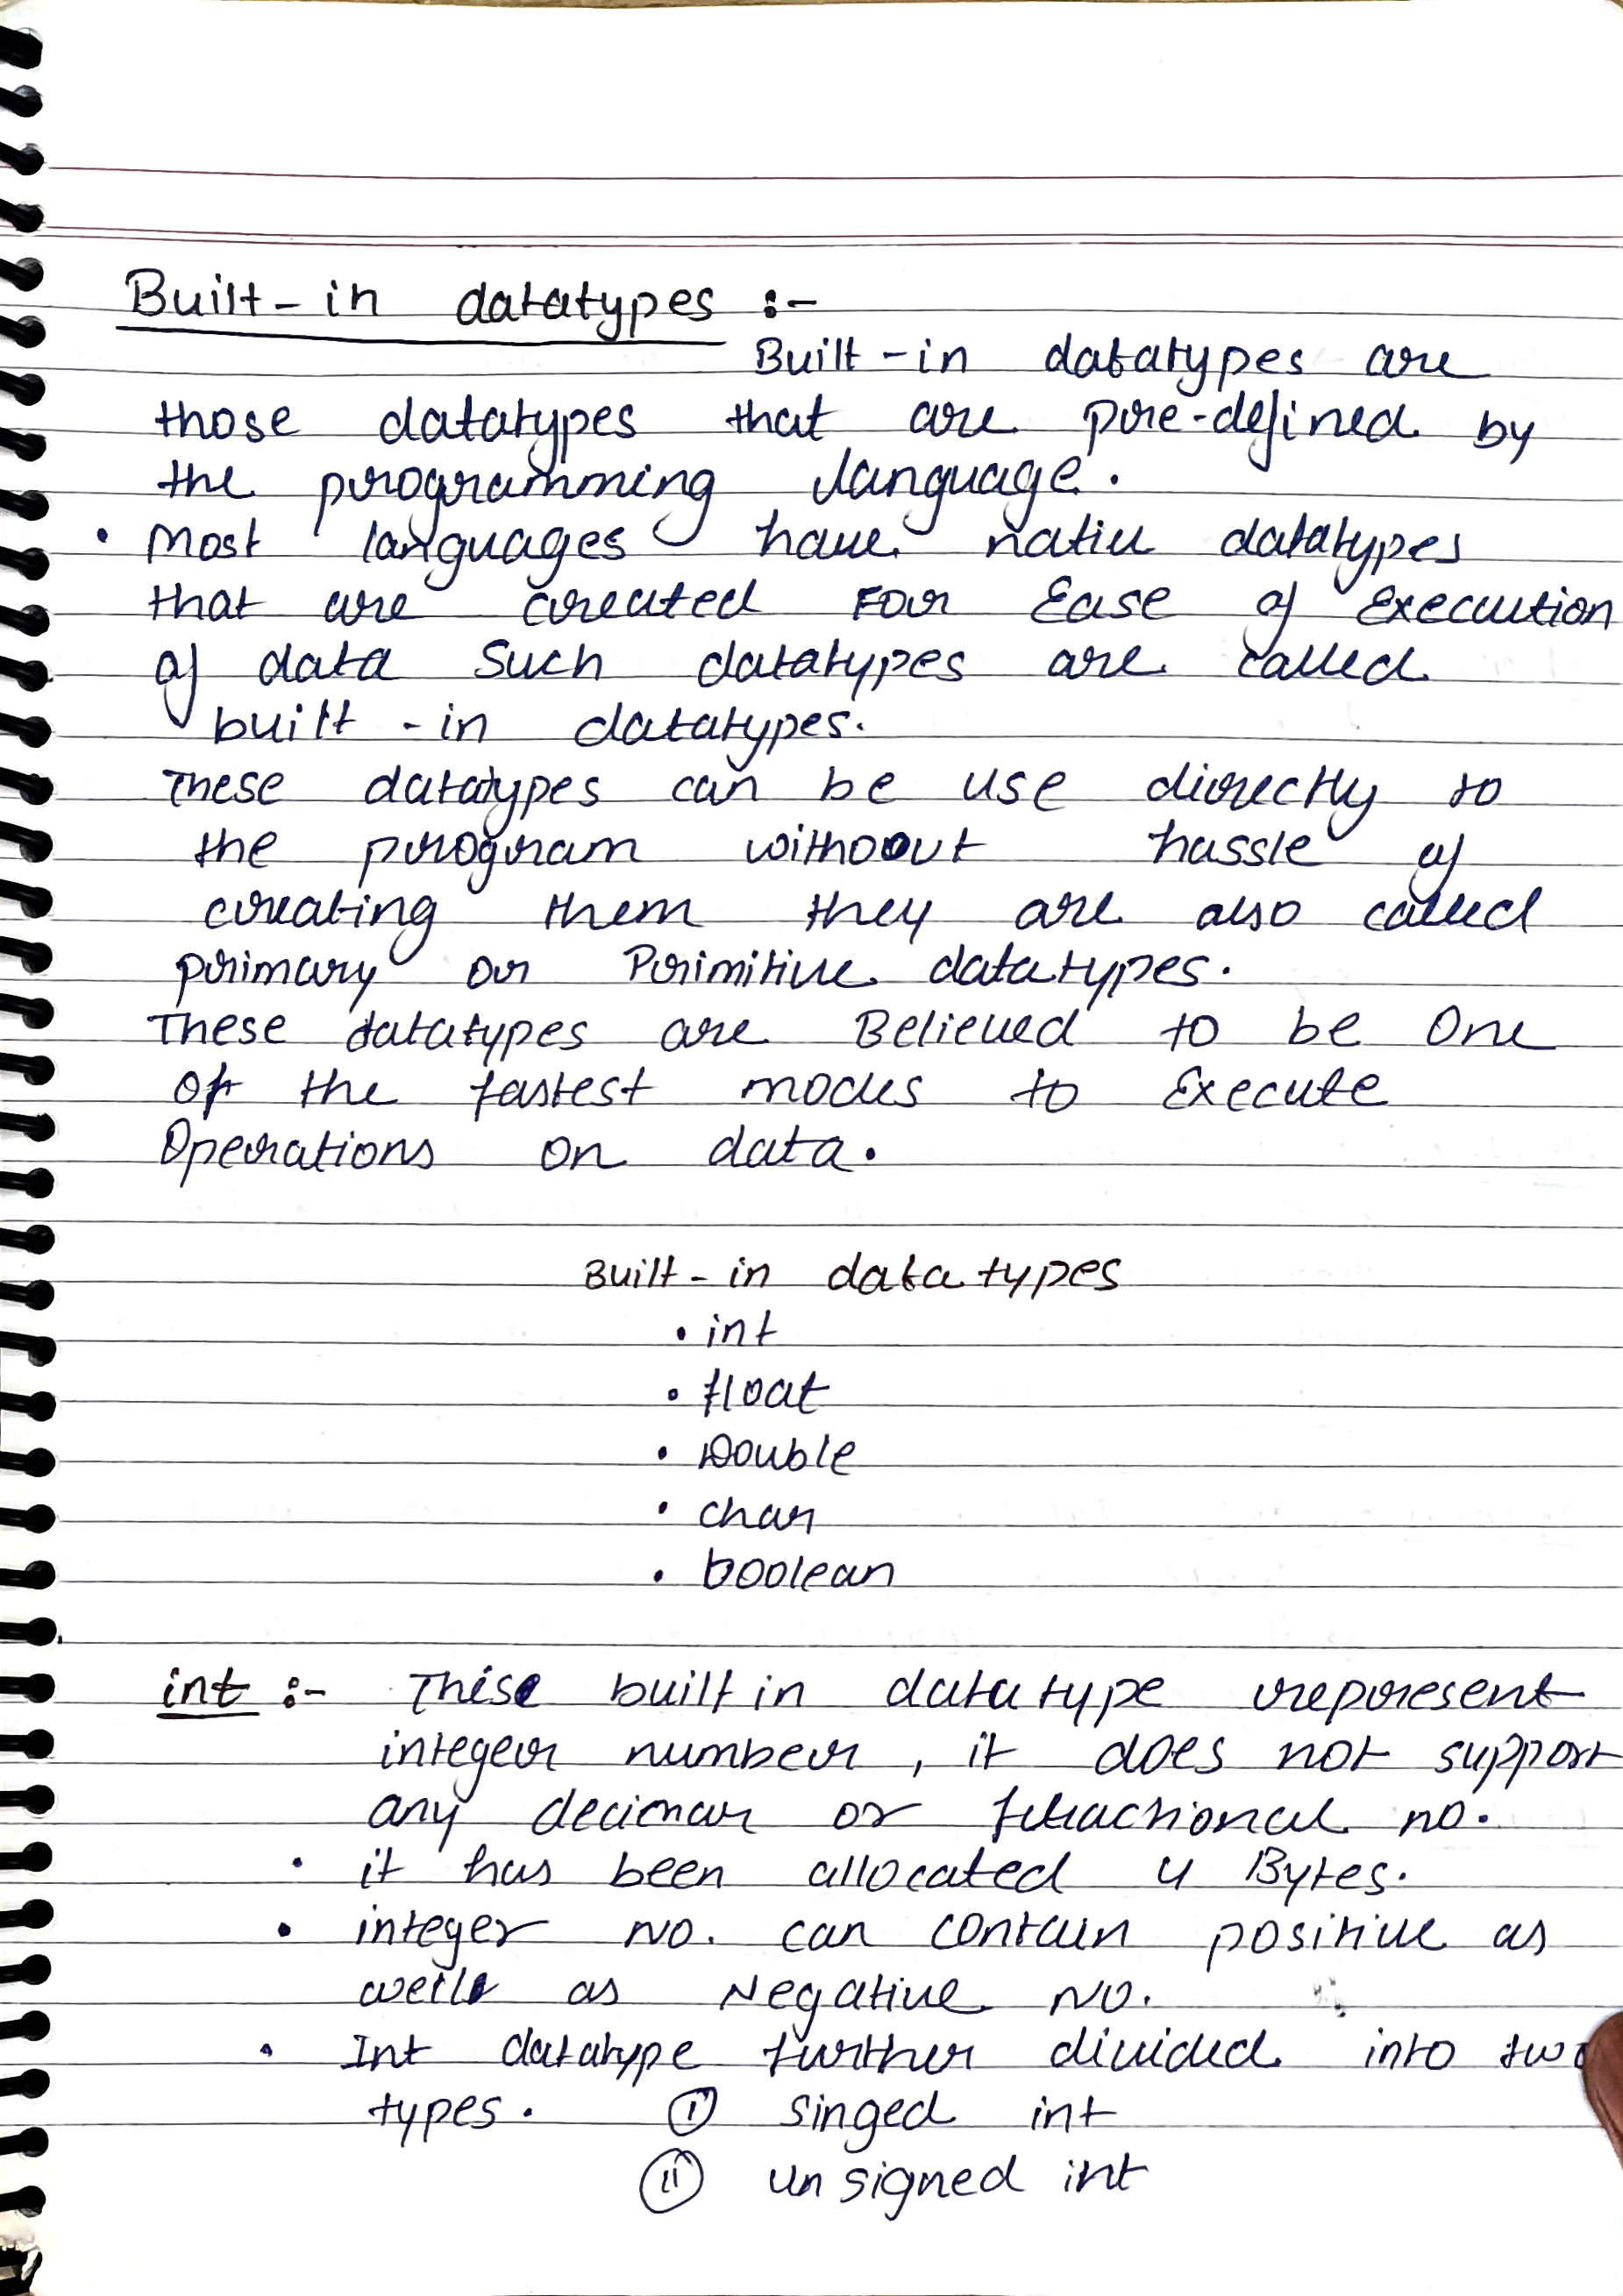 Built-in datatypes :-
Built-in datatypes are
those datatypes that are pre-defined by
the programming language.
• Most languages have native datatypes
that are created For Ease of Execution
of data such datatypes are called
built-in datatypes.
These datatypes can be use directly to
the program without hassle of
creating them they are also called
primary or Primitive datatypes.
These datatypes are Believed to be One
of the fastest modes to Execute
Operations on data.
Built-in data types
• int
• float
• Double
• char
• boolean
int :- These built in data type represent
integer number, it does not support
any decimar or fractional no.
• it has been allocated 4 Bytes.
• integer no. can contain positive as
well as Negative no.
• Int datatype further divided into two
types. (i) singed int
(ii) unsigned int